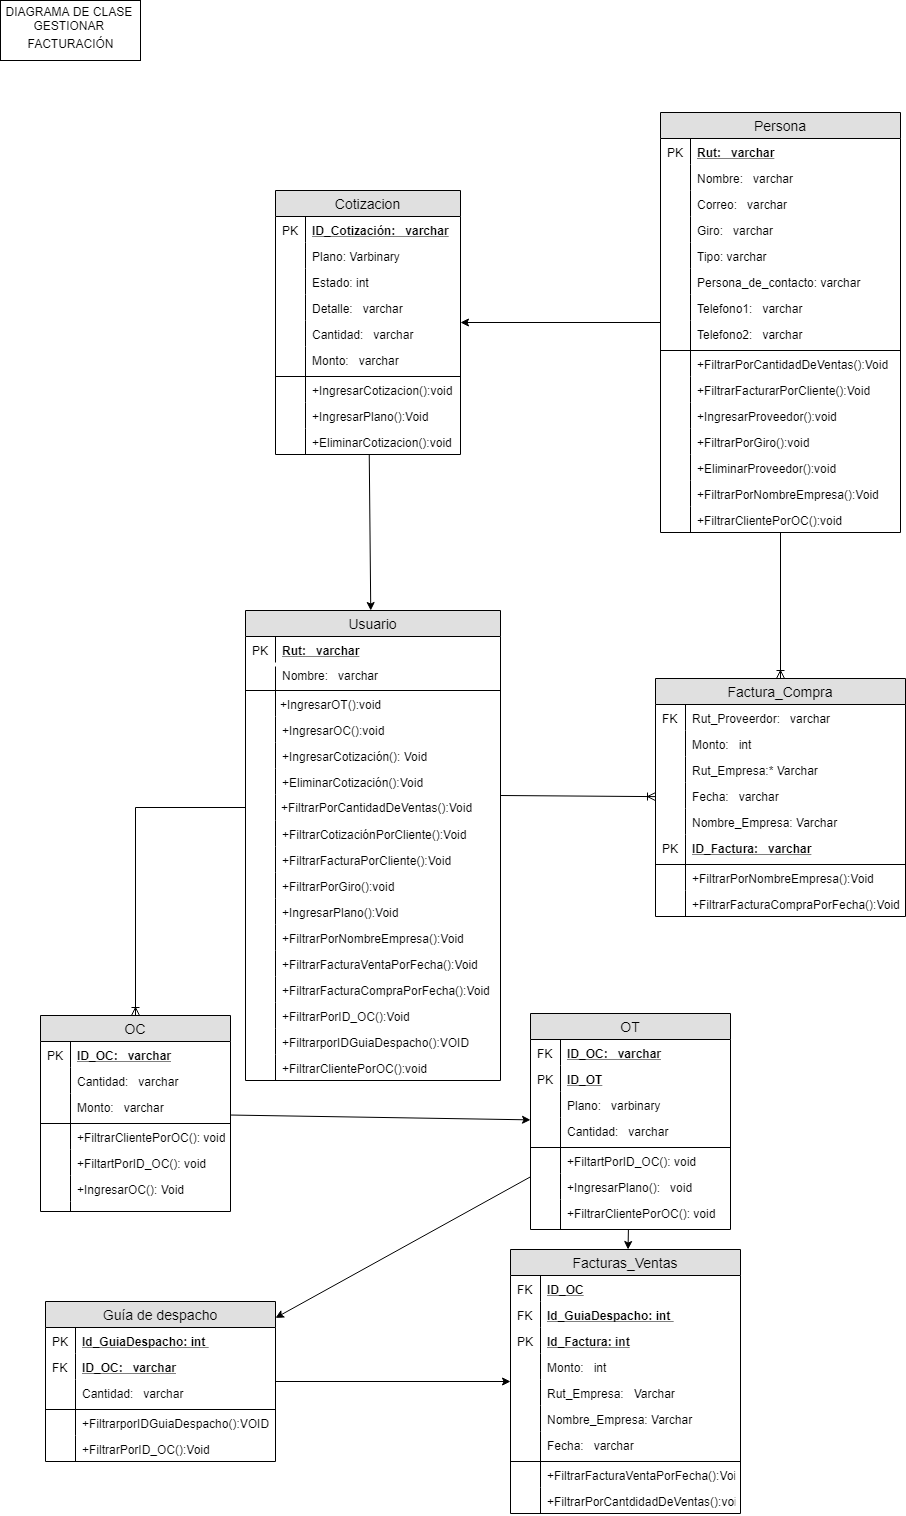 DIAGRAMA DE CLASE
GESTIONAR
FACTURACIÓN
Persona
PK Rut: varchar
Nombre: varchar
Correo: varchar
Giro: varchar
Tipo: varchar
Persona_de_contacto: varchar
Telefono1: varchar
Telefono2: varchar
+FiltrarPorCantidadDeVentas():Void
+FiltrarFacturarPorCliente():Void
+IngresarProveedor():void
+FiltrarPorGiro():void
+EliminarProveedor():void
+FiltrarPorNombreEmpresa():Void
+FiltrarClientePorOC():void
Cotizacion
PK ID_Cotización: varchar
Plano: Varbinary
Estado: int
Detalle: varchar
Cantidad: varchar
Monto: varchar
+IngresarCotizacion():void
+IngresarPlano():Void
+EliminarCotizacion():void
Usuario
PK Rut: varchar
Nombre: varchar
+IngresarOT():void
+IngresarOC():void
+IngresarCotización(): Void
+EliminarCotización():Void
+FiltrarPorCantidadDeVentas():Void
+FiltrarCotizaciónPorCliente():Void
+FiltrarFacturaPorCliente():Void
+FiltrarPorGiro():void
+IngresarPlano():Void
+FiltrarPorNombreEmpresa():Void
+FiltrarFacturaVentaPorFecha():Void
+FiltrarFacturaCompraPorFecha():Void
+FiltrarPorID_OC():Void
+FiltrarporIDGuiaDespacho():VOID
+FiltrarClientePorOC():void
Factura_Compra
FK Rut_Proveerdor: varchar
Monto: int
Rut_Empresa:* Varchar
Fecha: varchar
Nombre_Empresa: Varchar
PK ID_Factura: varchar
+FiltrarPorNombreEmpresa():Void
+FiltrarFacturaCompraPorFecha():Void
OC
PK ID_OC: varchar
Cantidad: varchar
Monto: varchar
+FiltrarClientePorOC(): void
+FiltartPorID_OC(): void
+IngresarOC(): Void
OT
FK ID_OC: varchar
PK ID_OT
Plano: varbinary
Cantidad: varchar
+FiltartPorID_OC(): void
+IngresarPlano(): void
+FiltrarClientePorOC(): void
Guía de despacho
PK Id_GuiaDespacho: int
FK ID_OC: varchar
Cantidad: varchar
+FiltrarporIDGuiaDespacho():VOID
+FiltrarPorID_OC():Void
Facturas_Ventas
FK ID_OC
FK Id_GuiaDespacho: int
PK Id_Factura: int
Monto: int
Rut_Empresa: Varchar
Nombre_Empresa: Varchar
Fecha: varchar
+FiltrarFacturaVentaPorFecha():Voi
+FiltrarPorCantdidadDeVentas():voi